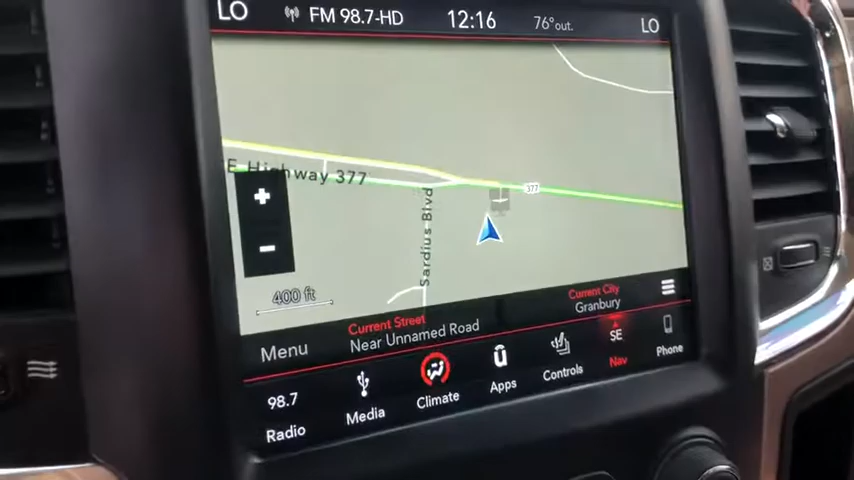 LO FM 98.7-HD 12:16 76°out. LO
E Highway 377
377
Sardius Blvd
+
-
400 ft
Menu
Current Street
Near Unnamed Road
Current City
Granbury
98.7
Radio
Media
Climate
Apps
Controls
SE
Nav
Phone